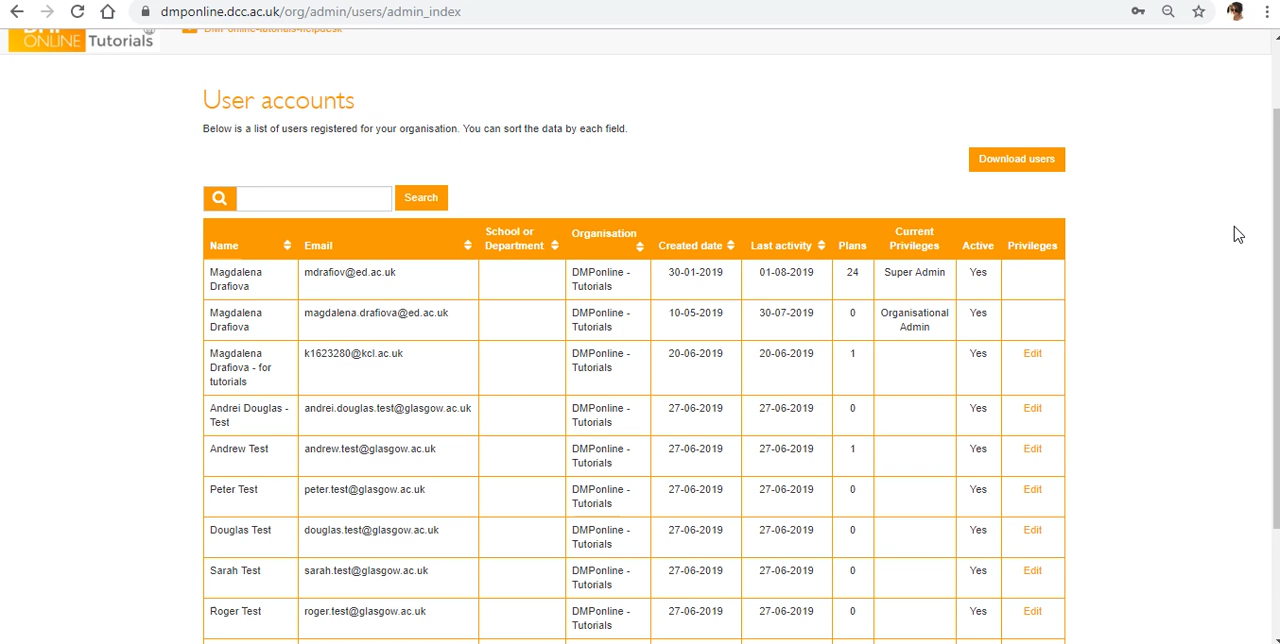 dmponline.dcc.ac.uk/org/admin/users/admin_index
DMP
ONLINE Tutorials
DMPonline-tutorials-helpdesk
User accounts
Below is a list of users registered for your organisation. You can sort the data by each field.
Download users
Search
Name Email School or Department Organisation Created date Last activity Plans Current Privileges Active Privileges
Magdalena Drafiova mdrafiov@ed.ac.uk DMPonline - Tutorials 30-01-2019 01-08-2019 24 Super Admin Yes
Magdalena Drafiova magdalena.drafiova@ed.ac.uk DMPonline - Tutorials 10-05-2019 30-07-2019 0 Organisational Admin Yes
Magdalena Drafiova - for tutorials k1623280@kcl.ac.uk DMPonline - Tutorials 20-06-2019 20-06-2019 1 Yes Edit
Andrei Douglas - Test andrei.douglas.test@glasgow.ac.uk DMPonline - Tutorials 27-06-2019 27-06-2019 0 Yes Edit
Andrew Test andrew.test@glasgow.ac.uk DMPonline - Tutorials 27-06-2019 27-06-2019 1 Yes Edit
Peter Test peter.test@glasgow.ac.uk DMPonline - Tutorials 27-06-2019 27-06-2019 0 Yes Edit
Douglas Test douglas.test@glasgow.ac.uk DMPonline - Tutorials 27-06-2019 27-06-2019 0 Yes Edit
Sarah Test sarah.test@glasgow.ac.uk DMPonline - Tutorials 27-06-2019 27-06-2019 0 Yes Edit
Roger Test roger.test@glasgow.ac.uk DMPonline - Tutorials 27-06-2019 27-06-2019 0 Yes Edit